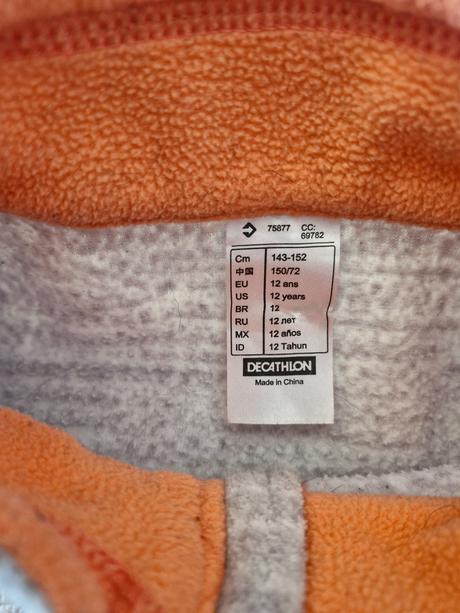 75877 CC:
69782
Cm 143-152
中国 150/72
EU 12 ans
US 12 years
BR 12
RU 12 лет
MX 12 años
ID 12 Tahun
DECATHLON
Made in China